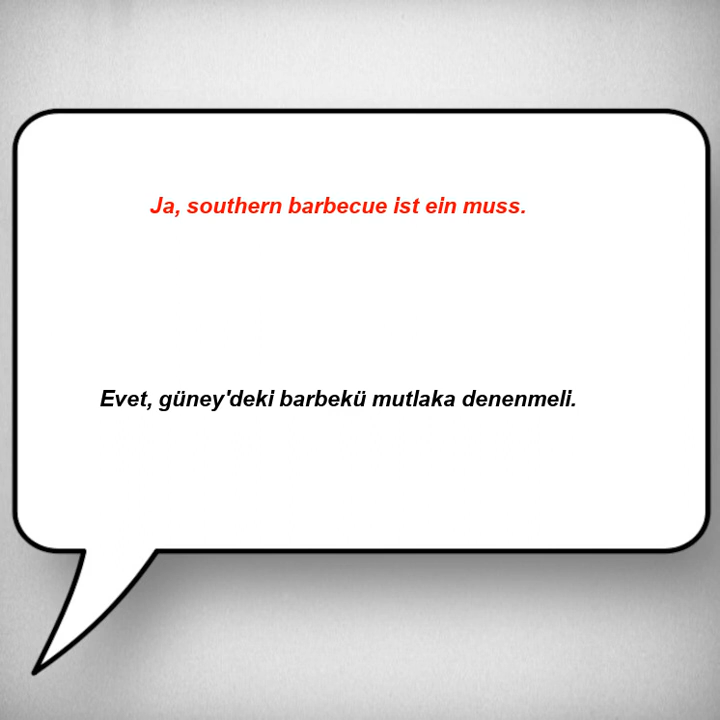 Ja, southern barbecue ist ein muss.
Evet, güney'deki barbekü mutlaka denenmeli.